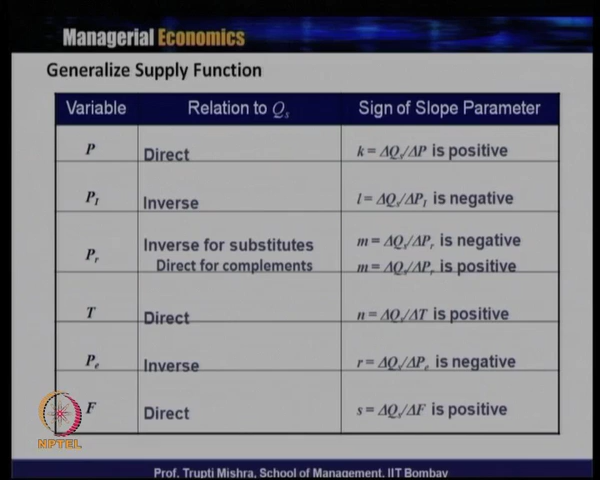 Managerial Economics
Generalize Supply Function
Variable Relation to Qs Sign of Slope Parameter
P Direct k = ΔQs/ΔP is positive
PI Inverse l = ΔQs/ΔPI is negative
Pr Inverse for substitutes m = ΔQs/ΔPr is negative
Direct for complements m = ΔQs/ΔPr is positive
T Direct n = ΔQs/ΔT is positive
Pe Inverse r = ΔQs/ΔPe is negative
F Direct s = ΔQs/ΔF is positive
NPTEL
Prof. Trupti Mishra, School of Management, IIT Bombay